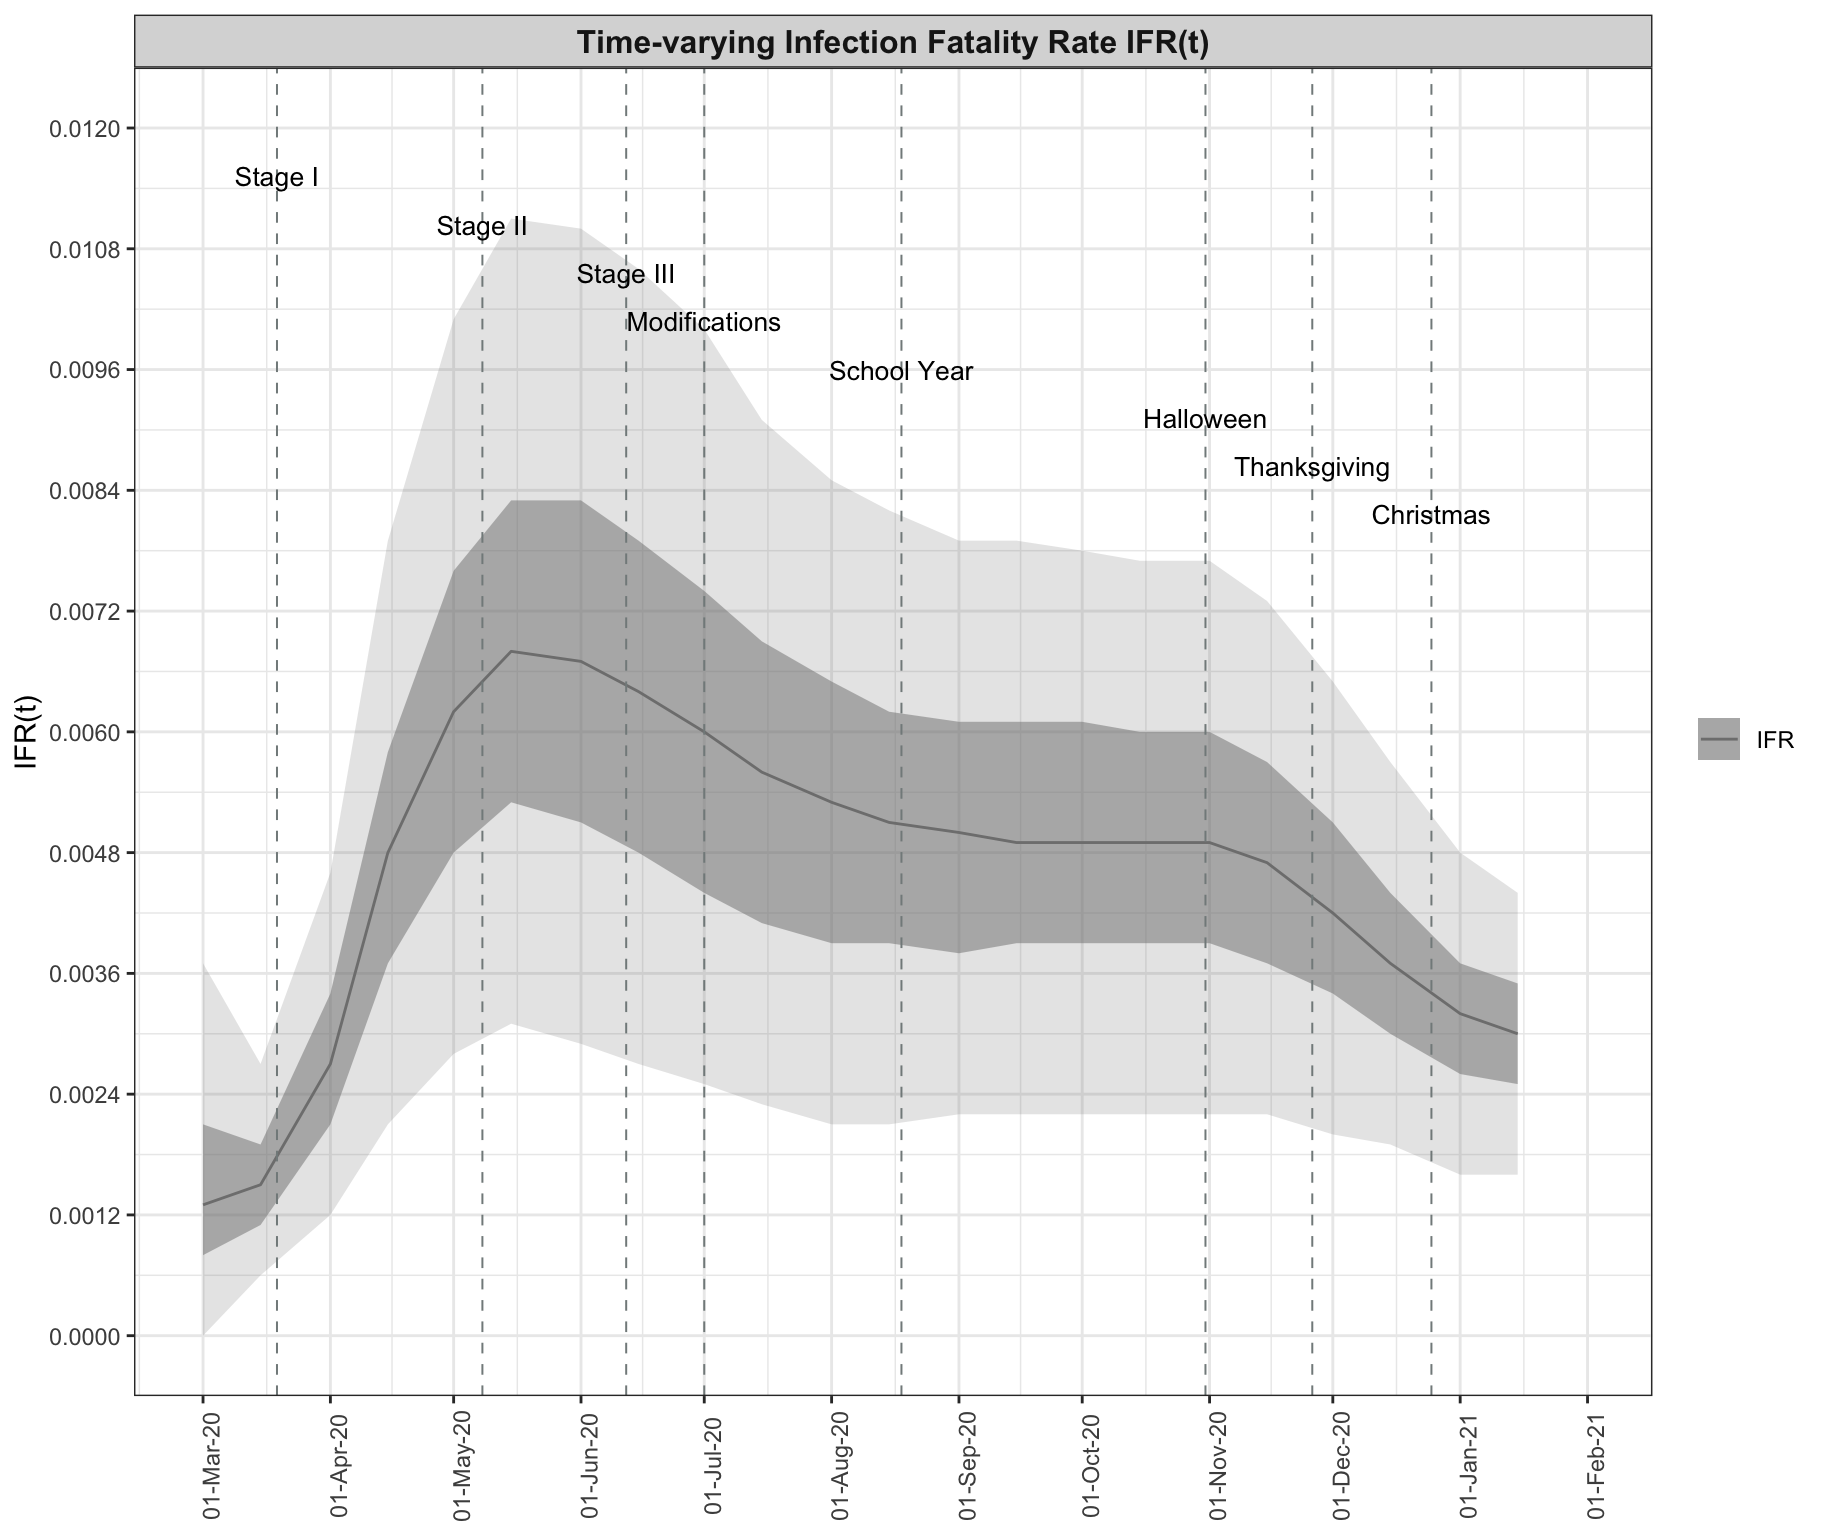 Time-varying Infection Fatality Rate IFR(t)
0.0120
Stage I
Stage II
0.0108
Stage III
Modifications
0.0096
School Year
Halloween
Thanksgiving
0.0084
Christmas
0.0072
IFR(t)
0.0060
IFR
0.0048
0.0036
0.0024
0.0012
0.0000
01-Mar-20
01-Apr-20
01-May-20
01-Jun-20
01-Jul-20
01-Aug-20
01-Sep-20
01-Oct-20
01-Nov-20
01-Dec-20
01-Jan-21
01-Feb-21